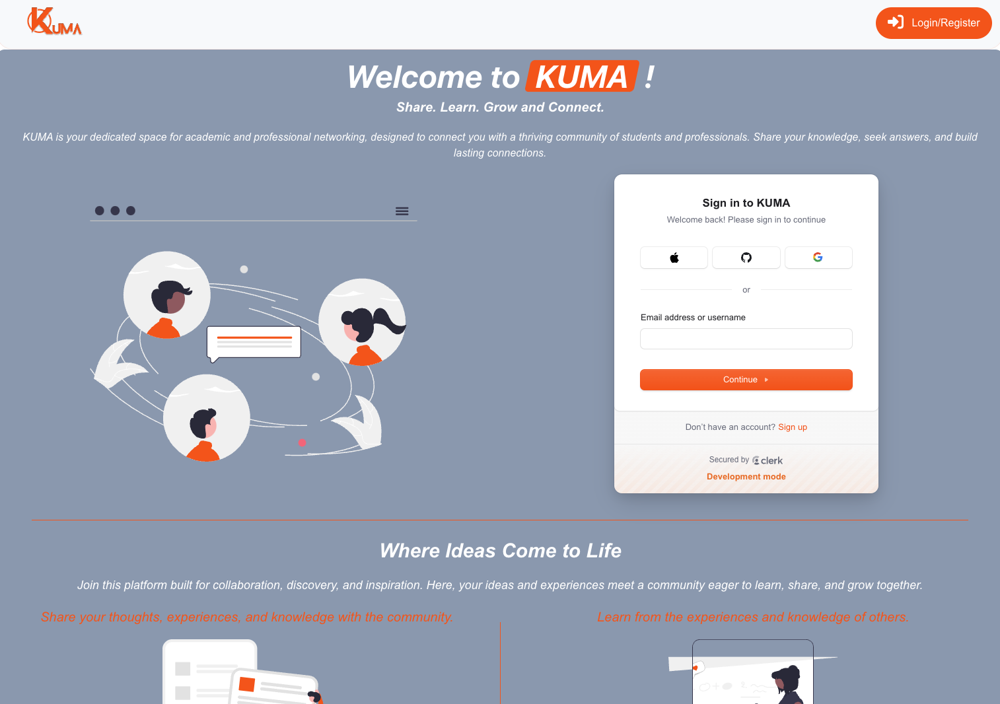 KUMA
Login/Register
Welcome to KUMA !
Share. Learn. Grow and Connect.
KUMA is your dedicated space for academic and professional networking, designed to connect you with a thriving community of students and professionals. Share your knowledge, seek answers, and build
lasting connections.
Sign in to KUMA
Welcome back! Please sign in to continue
or
Email address or username
Continue
Don’t have an account? Sign up
Secured by clerk
Development mode
Where Ideas Come to Life
Join this platform built for collaboration, discovery, and inspiration. Here, your ideas and experiences meet a community eager to learn, share, and grow together.
Share your thoughts, experiences, and knowledge with the community.
Learn from the experiences and knowledge of others.